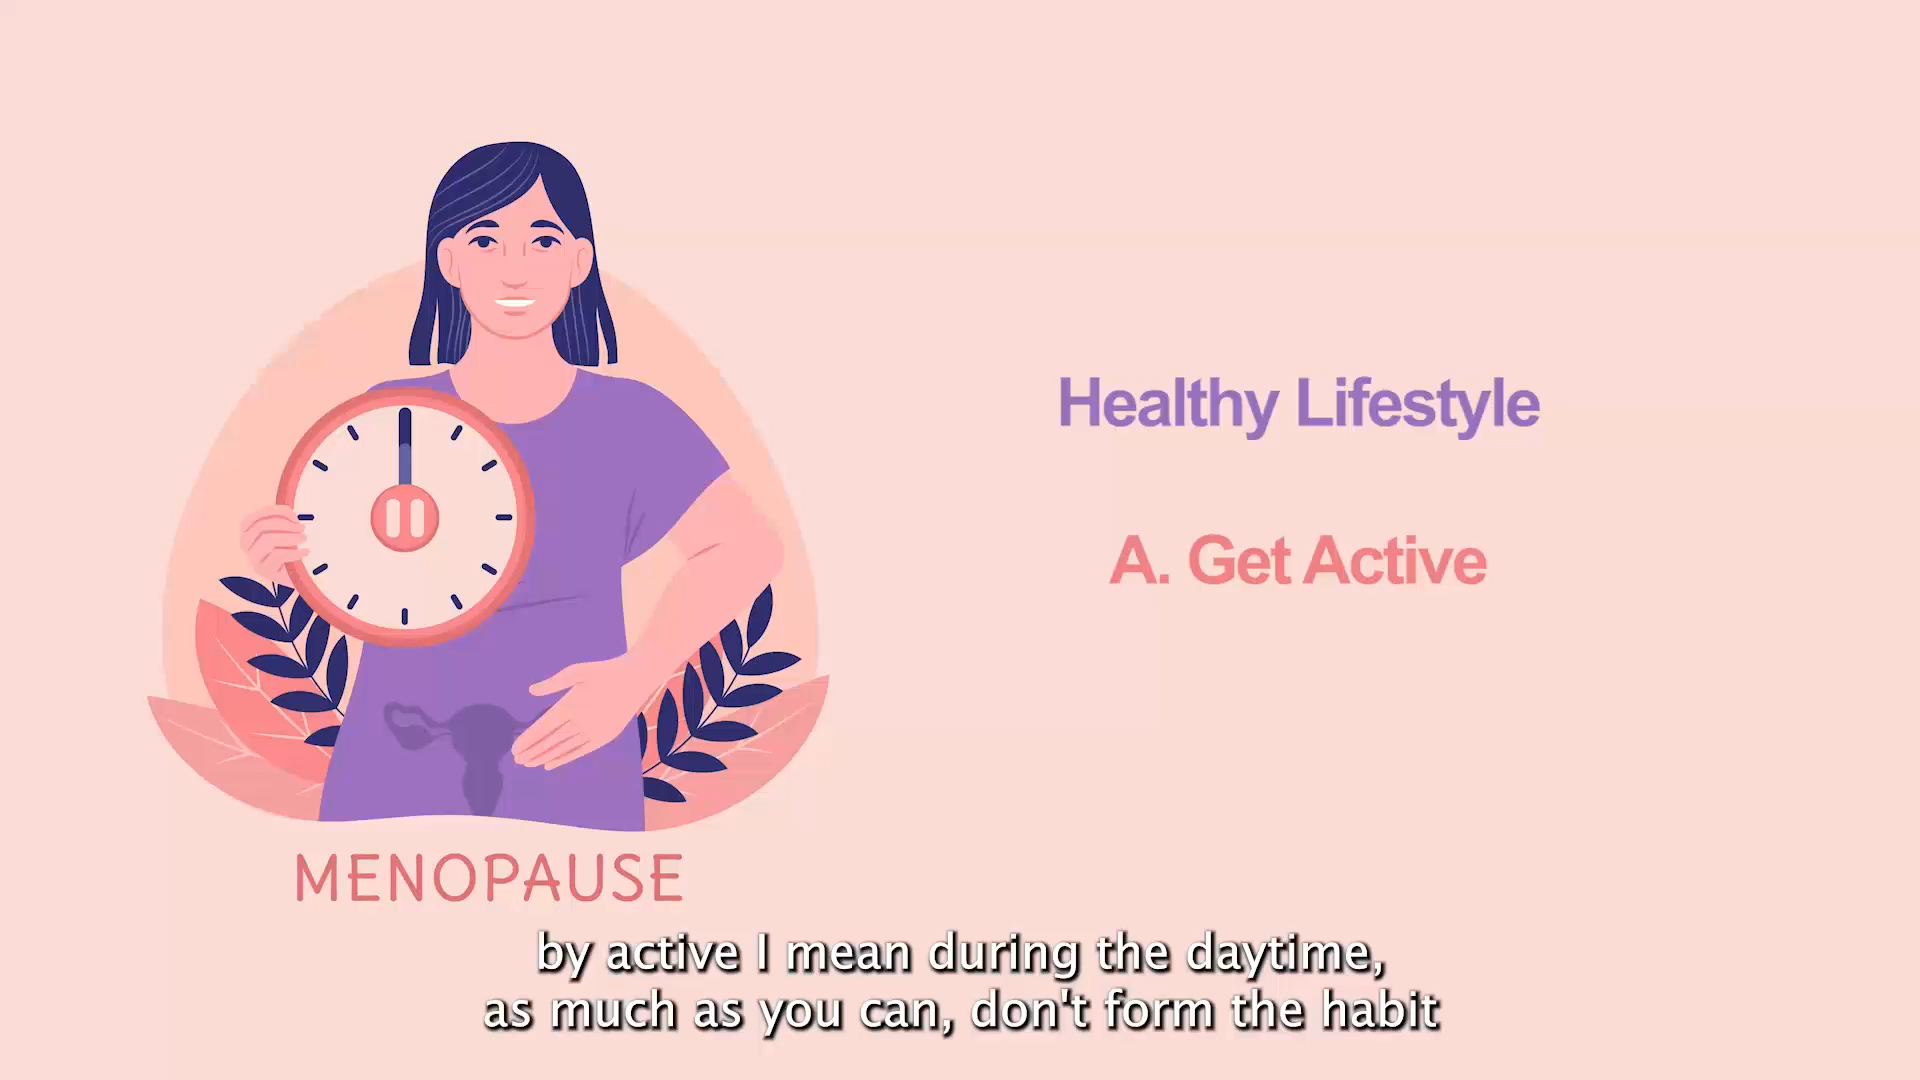 Healthy Lifestyle
A. Get Active
MENOPAUSE
by active I mean during the daytime,
as much as you can, don't form the habit